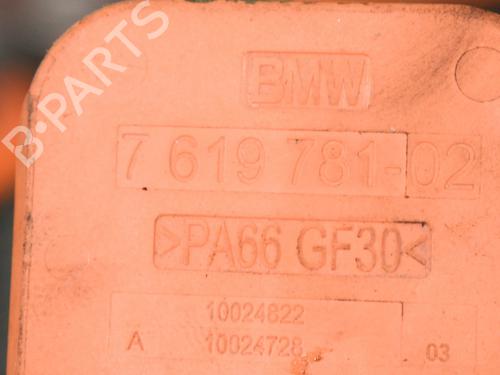 B-PARTS
BMW
7 619 781-02
>PA66 GF30<
10024822
A 10024728 03